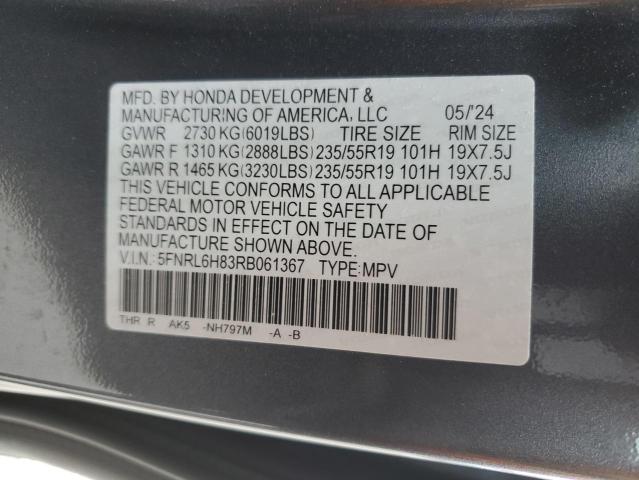 MFD. BY HONDA DEVELOPMENT &
MANUFACTURING OF AMERICA, LLC 05/'24
GVWR 2730 KG(6019LBS) TIRE SIZE RIM SIZE
GAWR F 1310 KG(2888LBS) 235/55R19 101H 19X7.5J
GAWR R 1465 KG(3230LBS) 235/55R19 101H 19X7.5J
THIS VEHICLE CONFORMS TO ALL APPLICABLE
FEDERAL MOTOR VEHICLE SAFETY
STANDARDS IN EFFECT ON THE DATE OF
MANUFACTURE SHOWN ABOVE.
V.I.N.: 5FNRL6H83RB061367 TYPE:MPV
THR R AK5 -NH797M -A -B